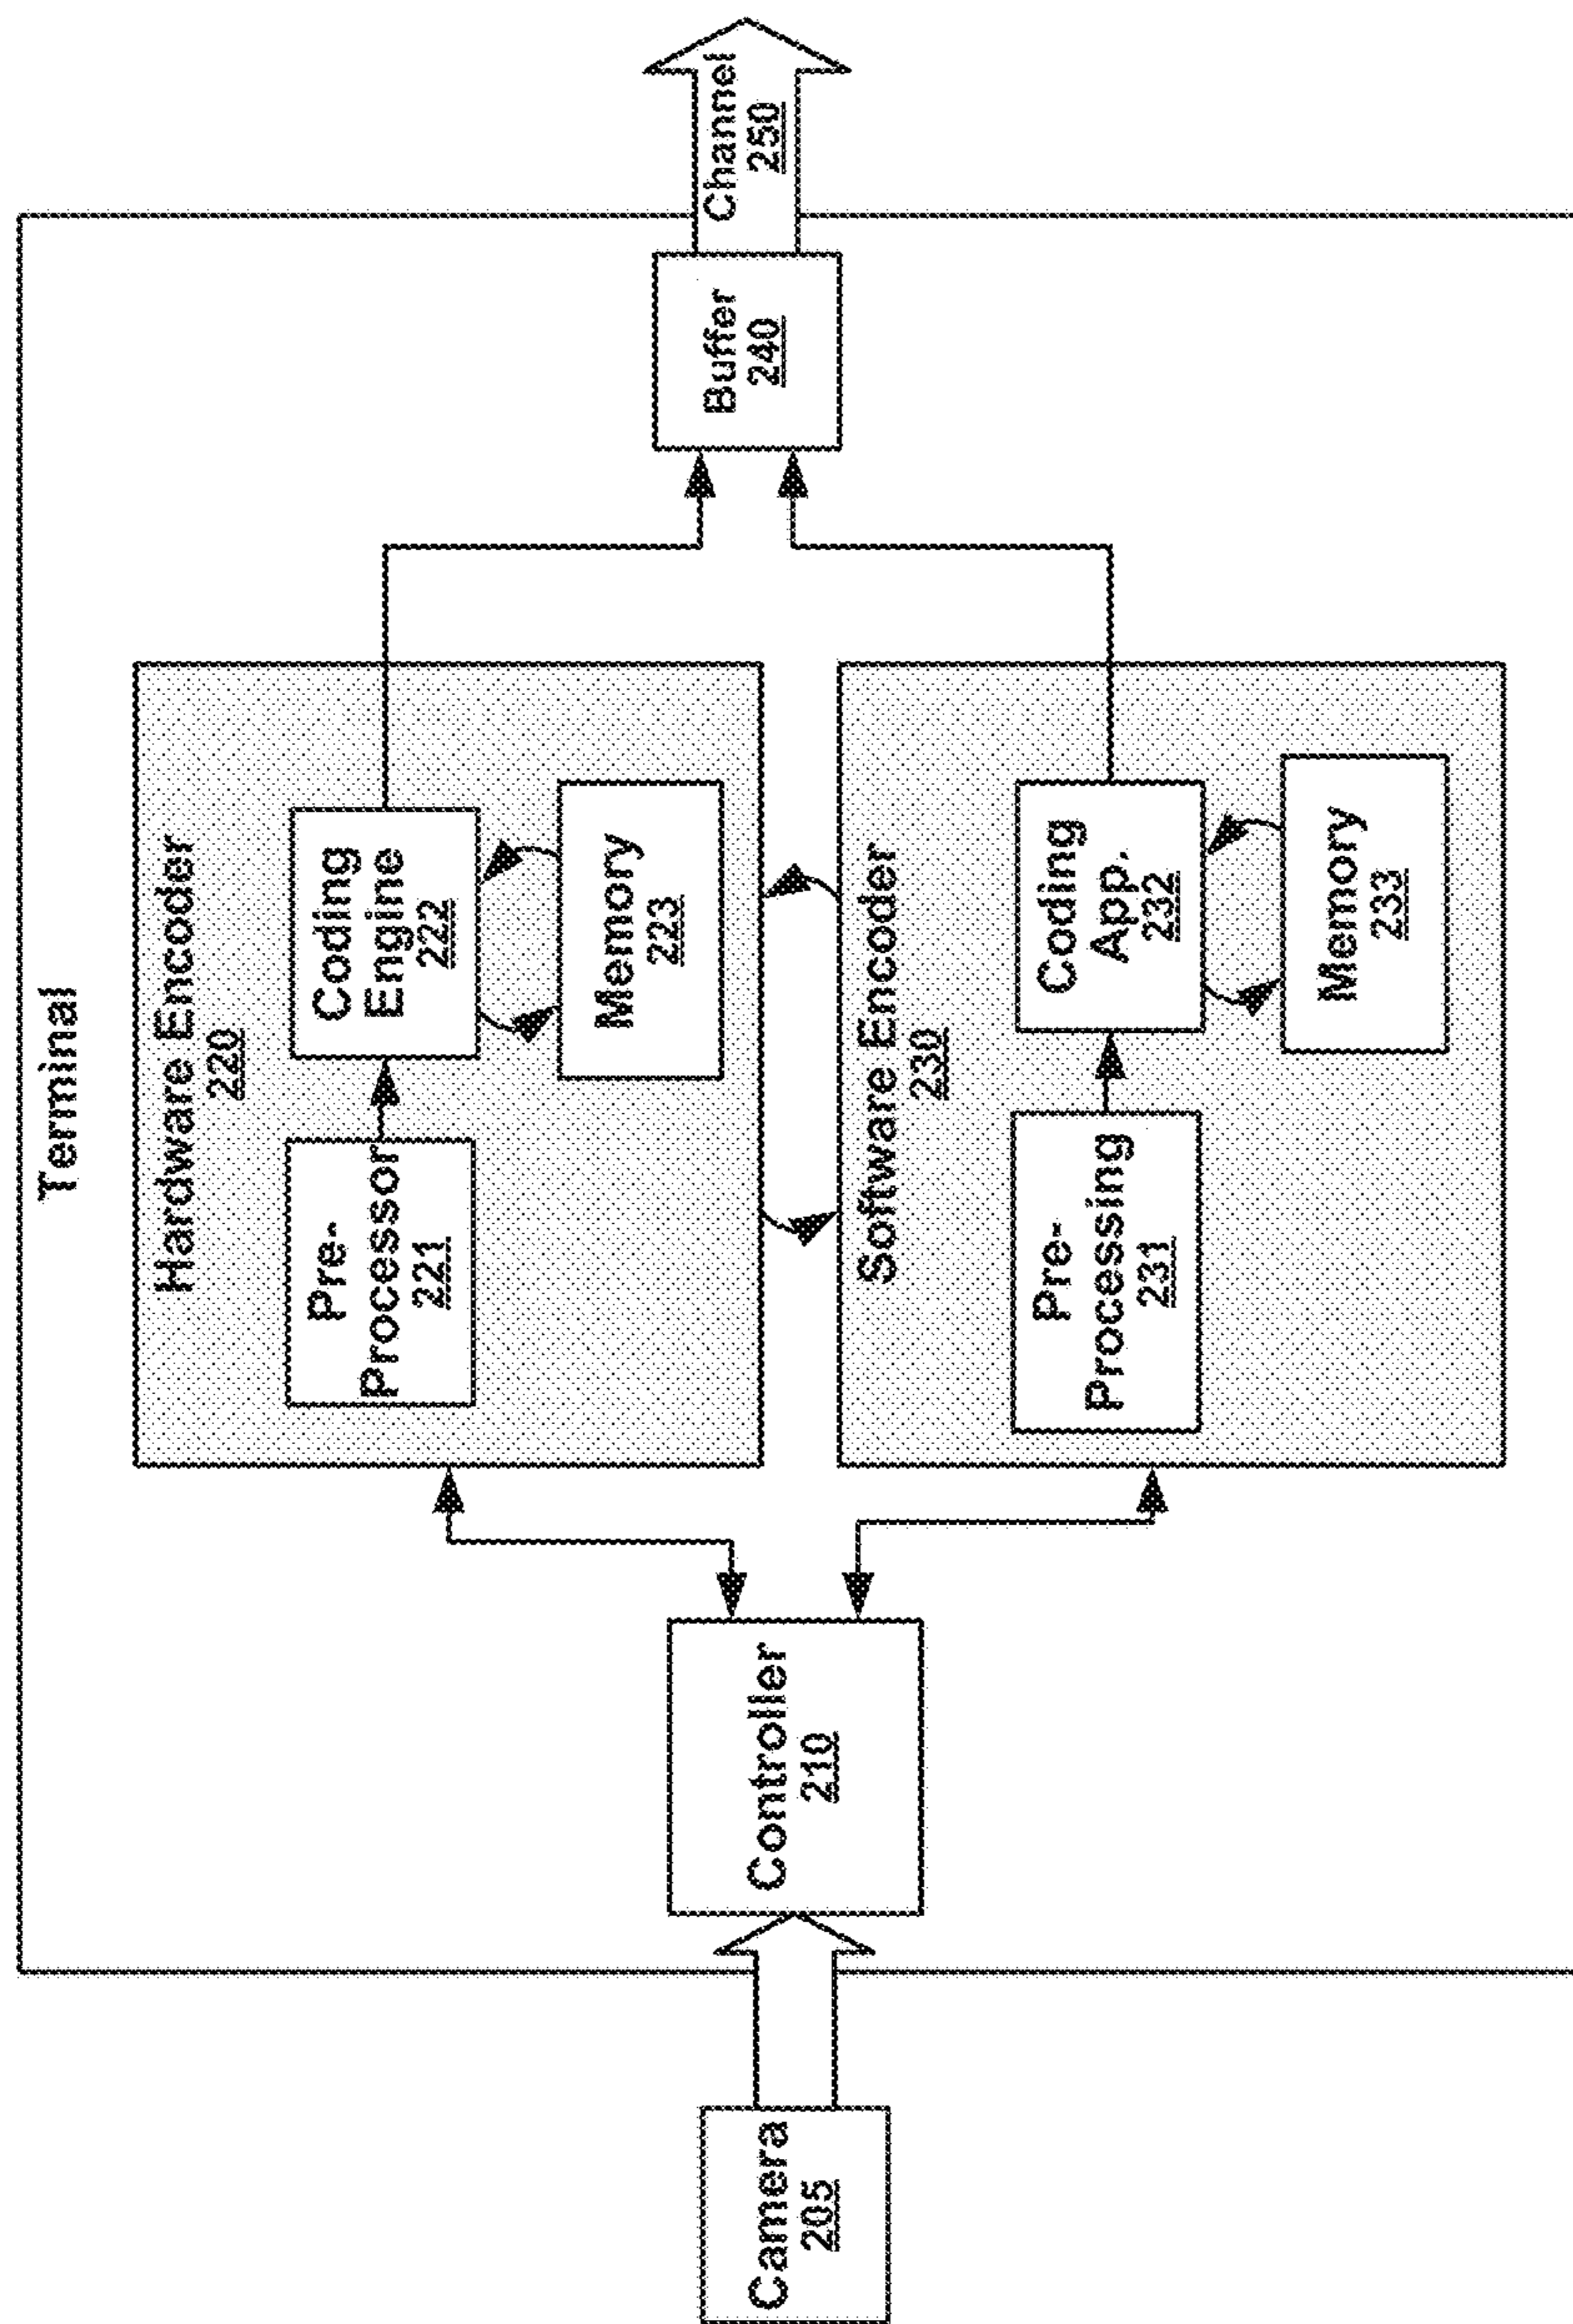 Terminal
Hardware Encoder
220
Pre-
Processor
221
Coding
Engine
222
Memory
223
Camera
205
Controller
210
Buffer
240
Channel
250
Software Encoder
230
Pre-
Processing
231
Coding
App.
232
Memory
233